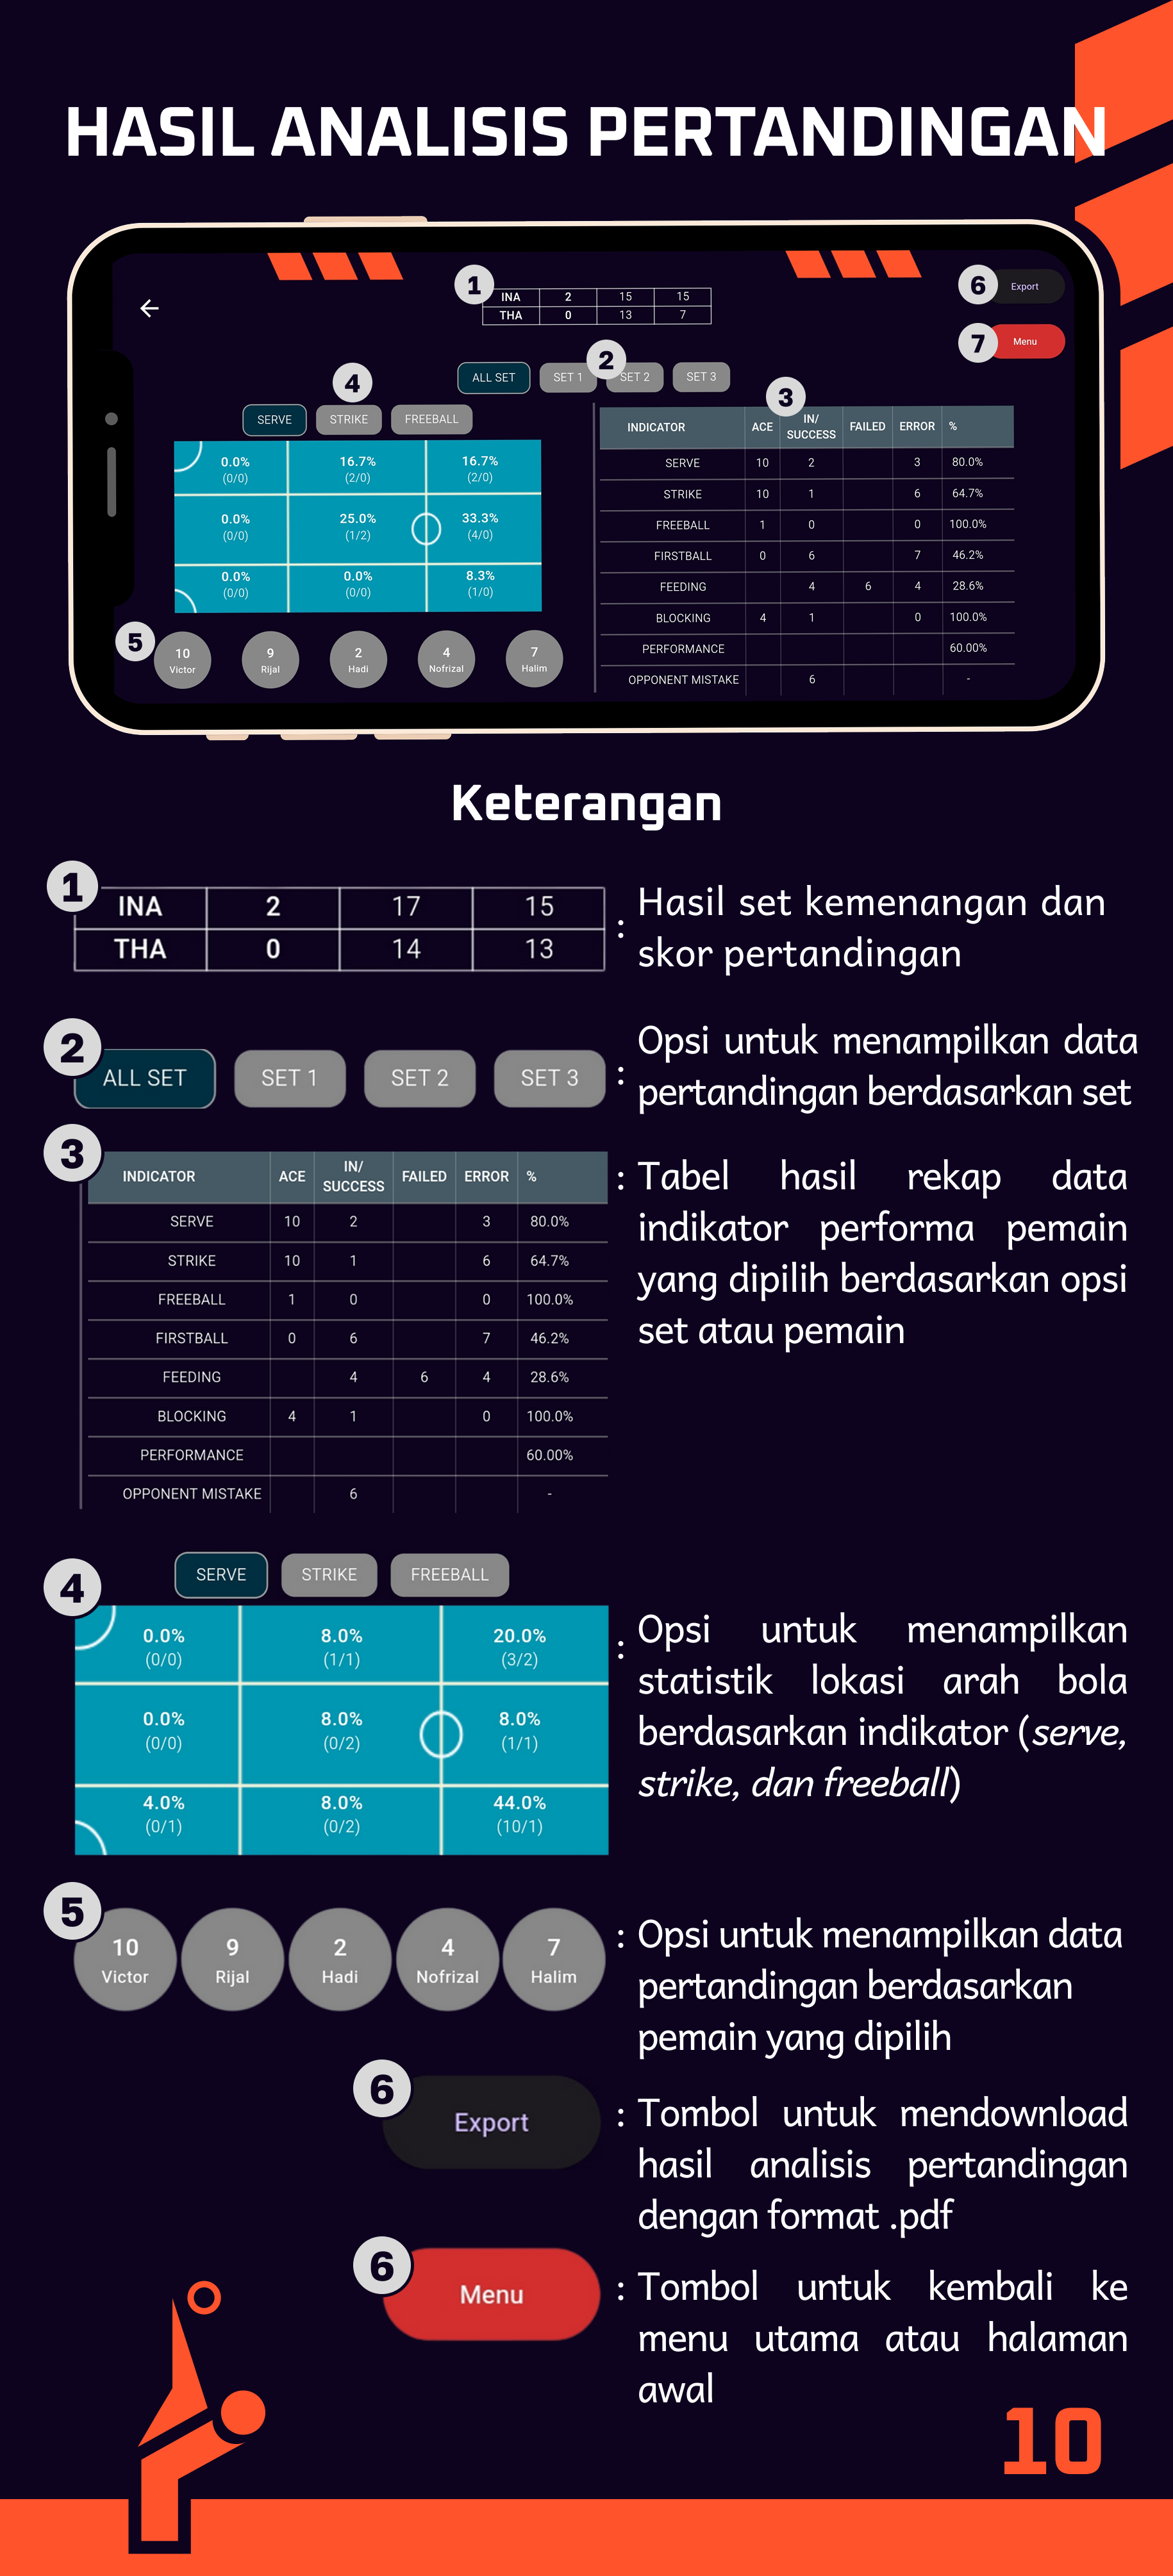 HASIL ANALISIS PERTANDINGAN
1
INA 2 15 15
THA 0 13 7
6
Export
7
Menu
2
ALL SET SET 1 SET 2 SET 3
4
SERVE STRIKE FREEBALL
0.0% 16.7% 16.7%
(0/0) (2/0) (2/0)
0.0% 25.0% 33.3%
(0/0) (1/2) (4/0)
0.0% 0.0% 8.3%
(0/0) (0/0) (1/0)
5
10 9 2 4 7
Victor Rijal Hadi Nofrizal Halim
3
INDICATOR ACE IN/ SUCCESS FAILED ERROR %
SERVE 10 2 3 80.0%
STRIKE 10 1 6 64.7%
FREEBALL 1 0 0 100.0%
FIRSTBALL 0 6 7 46.2%
FEEDING 4 6 4 28.6%
BLOCKING 4 1 0 100.0%
PERFORMANCE 60.00%
OPPONENT MISTAKE 6 -
Keterangan
1
INA 2 17 15
THA 0 14 13
: Hasil set kemenangan dan
skor pertandingan
2
ALL SET SET 1 SET 2 SET 3
: Opsi untuk menampilkan data
pertandingan berdasarkan set
3
INDICATOR ACE IN/ SUCCESS FAILED ERROR %
SERVE 10 2 3 80.0%
STRIKE 10 1 6 64.7%
FREEBALL 1 0 0 100.0%
FIRSTBALL 0 6 7 46.2%
FEEDING 4 6 4 28.6%
BLOCKING 4 1 0 100.0%
PERFORMANCE 60.00%
OPPONENT MISTAKE 6 -
: Tabel hasil rekap data
indikator performa pemain
yang dipilih berdasarkan opsi
set atau pemain
4
SERVE STRIKE FREEBALL
0.0% 8.0% 20.0%
(0/0) (1/1) (3/2)
0.0% 8.0% 8.0%
(0/0) (0/2) (1/1)
4.0% 8.0% 44.0%
(0/1) (0/2) (10/1)
: Opsi untuk menampilkan
statistik lokasi arah bola
berdasarkan indikator (serve,
strike, dan freeball)
5
10 9 2 4 7
Victor Rijal Hadi Nofrizal Halim
: Opsi untuk menampilkan data
pertandingan berdasarkan
pemain yang dipilih
6
Export
: Tombol untuk mendownload
hasil analisis pertandingan
dengan format .pdf
6
Menu
: Tombol untuk kembali ke
menu utama atau halaman
awal
10